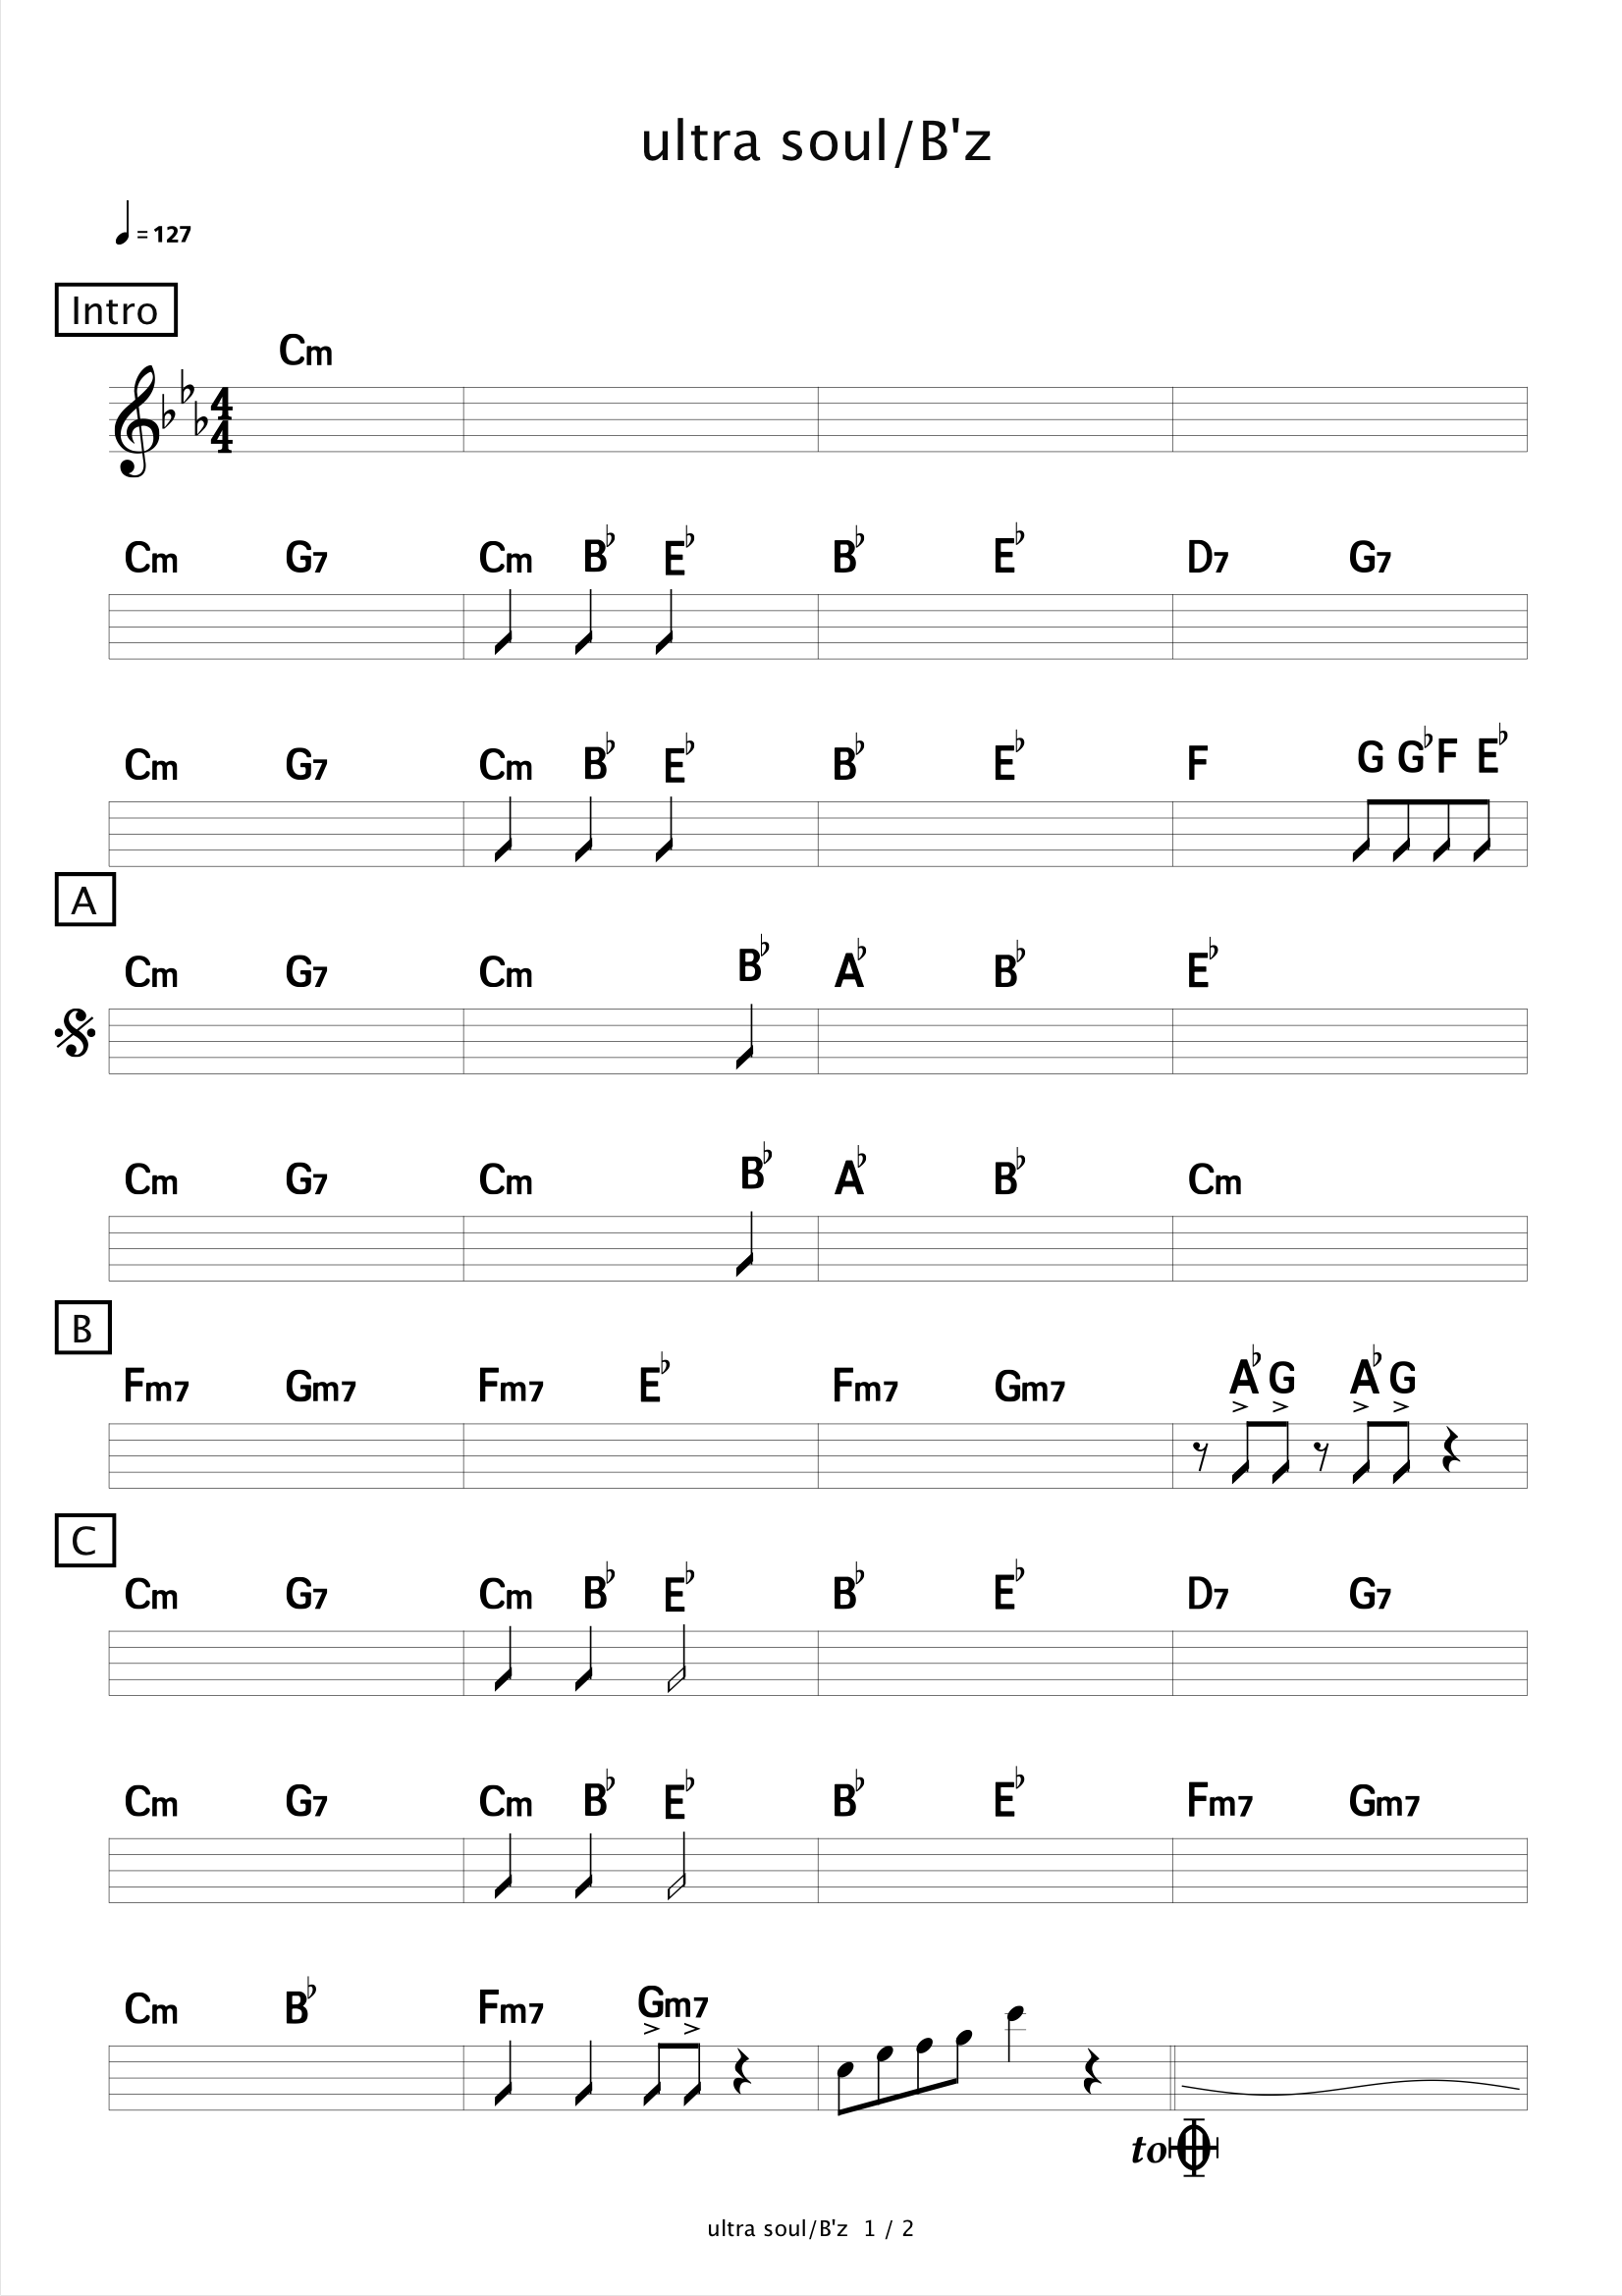 ultra soul/B'z
= 127
Intro
Cm
4
4
Cm G7 Cm B♭ E♭ B♭ E♭ D7 G7
Cm G7 Cm B♭ E♭ B♭ E♭ F G G♭ F E♭
A
Cm G7 Cm B♭ A♭ B♭ E♭
Cm G7 Cm B♭ A♭ B♭ Cm
B
Fm7 Gm7 Fm7 E♭ Fm7 Gm7 A♭ G A♭ G
C
Cm G7 Cm B♭ E♭ B♭ E♭ D7 G7
Cm G7 Cm B♭ E♭ B♭ E♭ Fm7 Gm7
Cm B♭ Fm7 Gm7
to
ultra soul/B'z 1 / 2